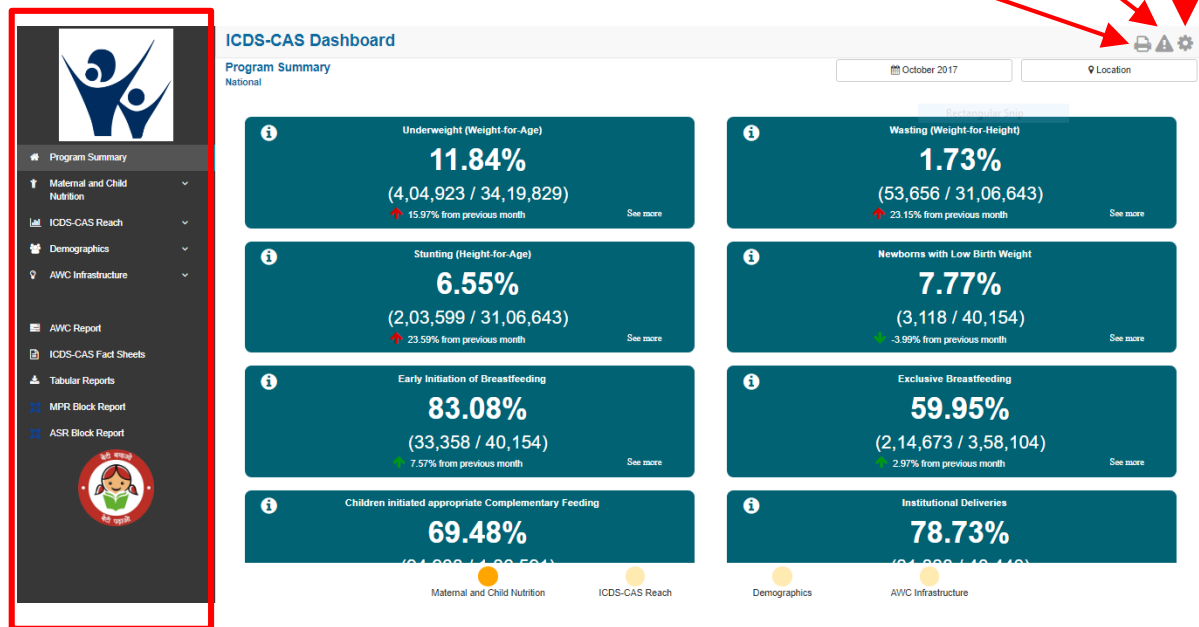 ICDS-CAS Dashboard
Program Summary
National
October 2017
Location
Rectangular Snip
Program Summary
Maternal and Child
Nutrition
ICDS-CAS Reach
Demographics
AWC Infrastructure
AWC Report
ICDS-CAS Fact Sheets
Tabular Reports
MPR Block Report
ASR Block Report
बेटी बचाओ
बेटी पढ़ाओ
Underweight (Weight-for-Age)
11.84%
(4,04,923 / 34,19,829)
15.97% from previous month
See more
Wasting (Weight-for-Height)
1.73%
(53,656 / 31,06,643)
23.15% from previous month
See more
Stunting (Height-for-Age)
6.55%
(2,03,599 / 31,06,643)
23.59% from previous month
See more
Newborns with Low Birth Weight
7.77%
(3,118 / 40,154)
-3.99% from previous month
See more
Early Initiation of Breastfeeding
83.08%
(33,358 / 40,154)
7.57% from previous month
See more
Exclusive Breastfeeding
59.95%
(2,14,673 / 3,58,104)
2.97% from previous month
See more
Children initiated appropriate Complementary Feeding
69.48%
Institutional Deliveries
78.73%
Maternal and Child Nutrition
ICDS-CAS Reach
Demographics
AWC Infrastructure